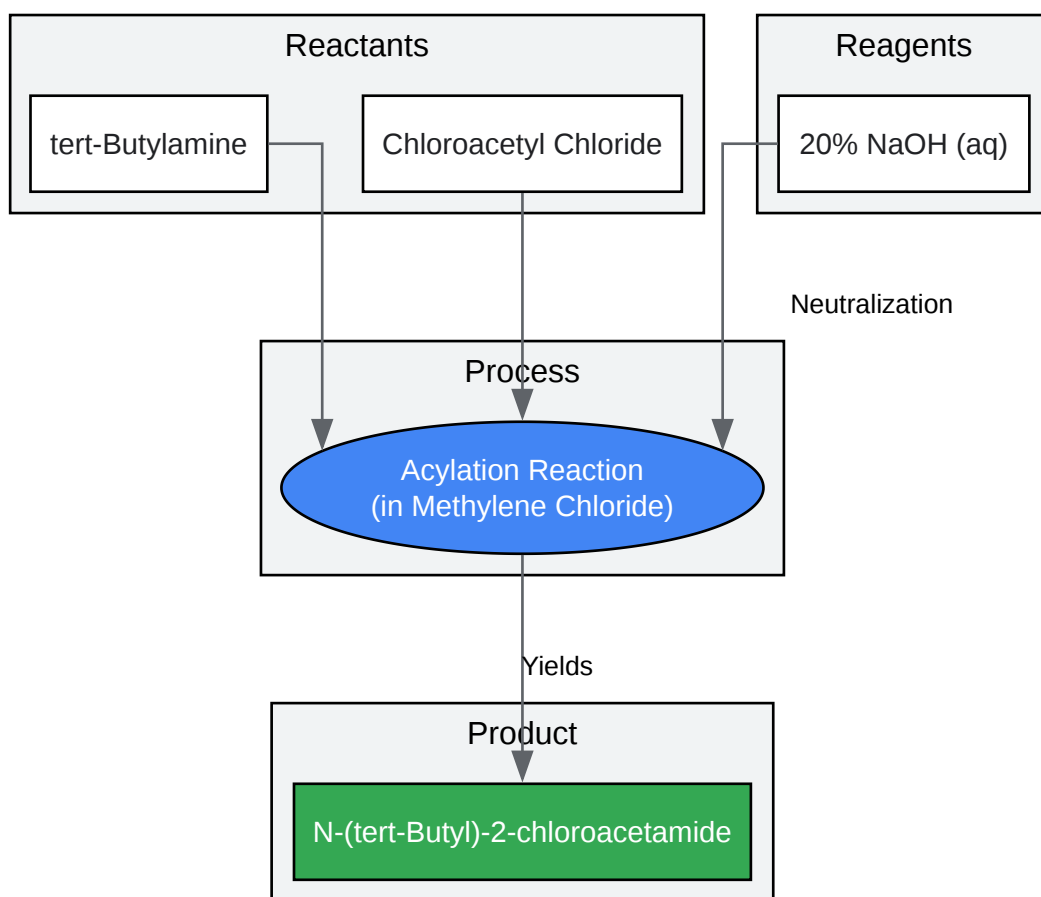 Reactants
Reagents
tert-Butylamine
Chloroacetyl Chloride
20% NaOH (aq)
Neutralization
Process
Acylation Reaction
(in Methylene Chloride)
Yields
Product
N-(tert-Butyl)-2-chloroacetamide